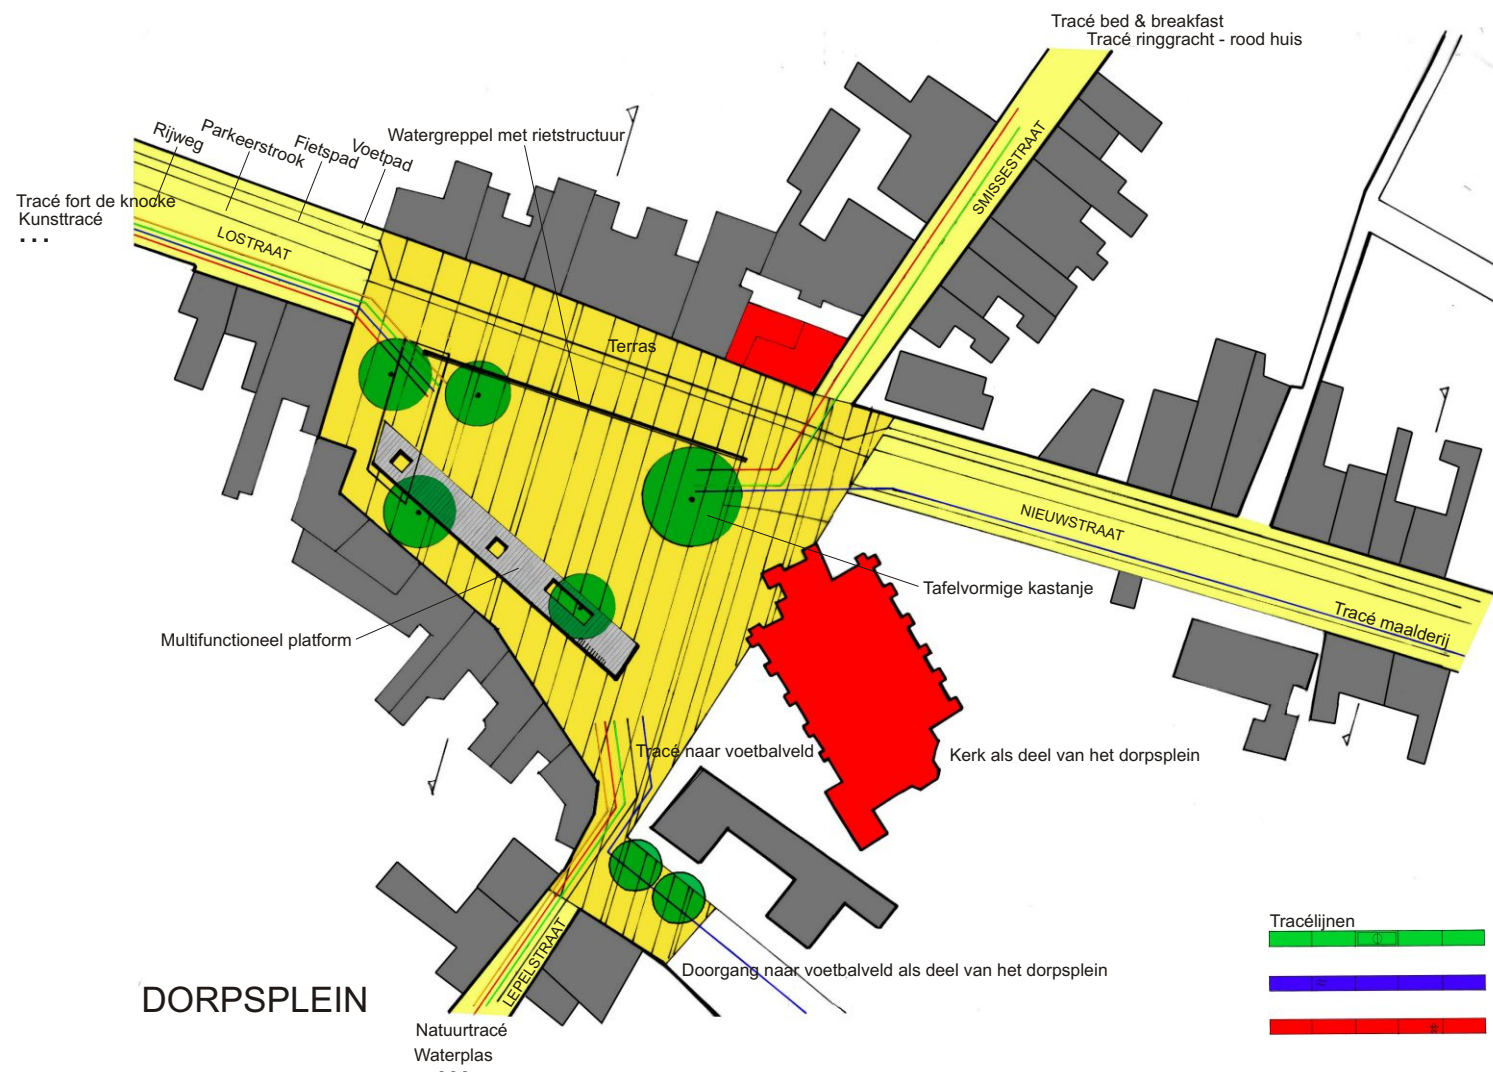 Tracé bed & breakfast
Tracé ringgracht - rood huis
Rijweg
Parkeerstrook
Fietspad
Voetpad
Watergreppel met rietstructuur
SMISSESTRAAT
Tracé fort de knocke
Kunsttracé
...
LOSTRAAT
Terras
NIEUWSTRAAT
Tafelvormige kastanje
Tracé maalderij
Multifunctioneel platform
Tracé naar voetbalveld
Kerk als deel van het dorpsplein
Tracélijnen
LEPELSTRAAT
Doorgang naar voetbalveld als deel van het dorpsplein
DORPSPLEIN
Natuurtracé
Waterplas
...